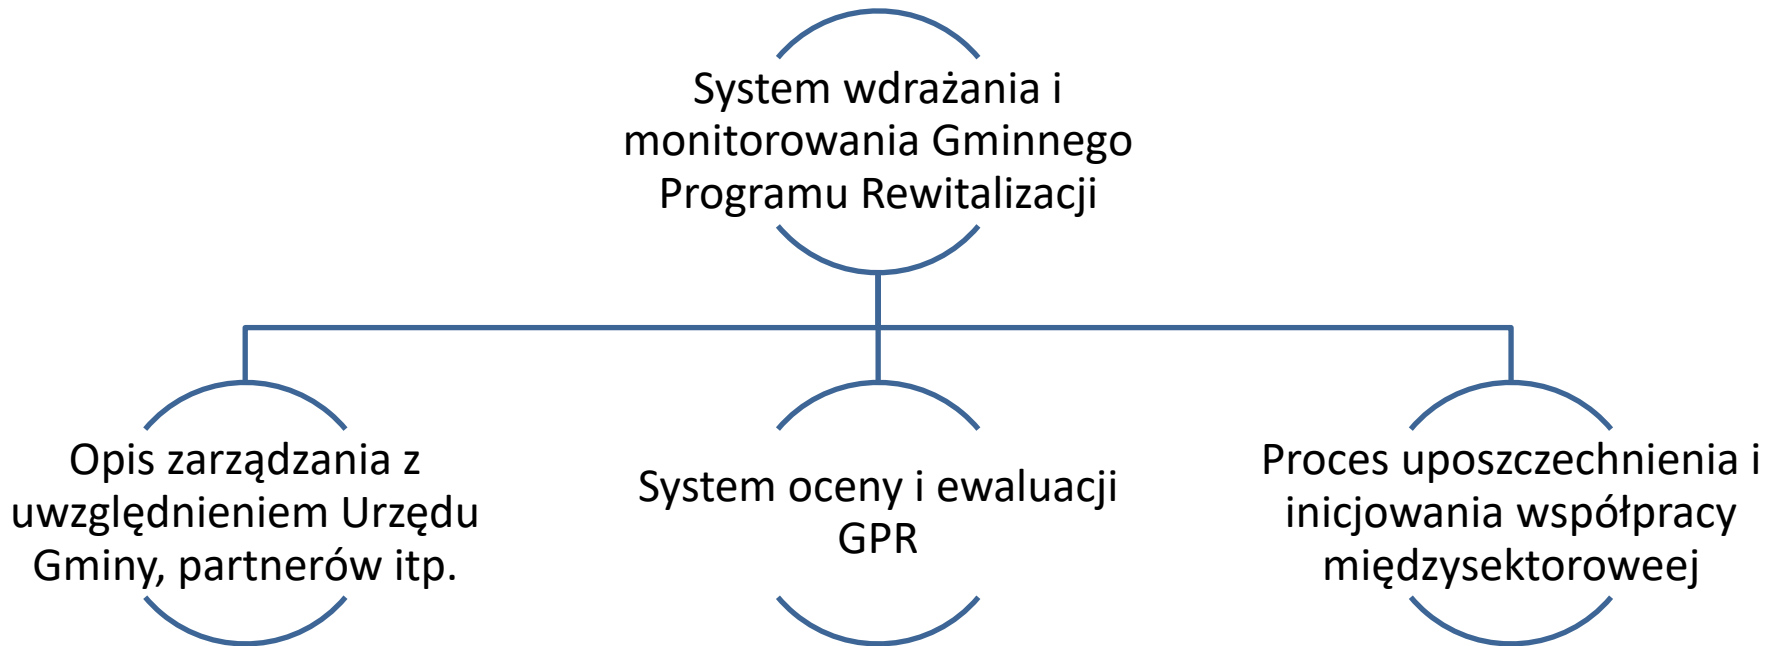 System wdrażania i
monitorowania Gminnego
Programu Rewitalizacji
Opis zarządzania z
uwzględnieniem Urzędu
Gminy, partnerów itp.
System oceny i ewaluacji
GPR
Proces uposzczechnienia i
inicjowania współpracy
międzysektoroweej